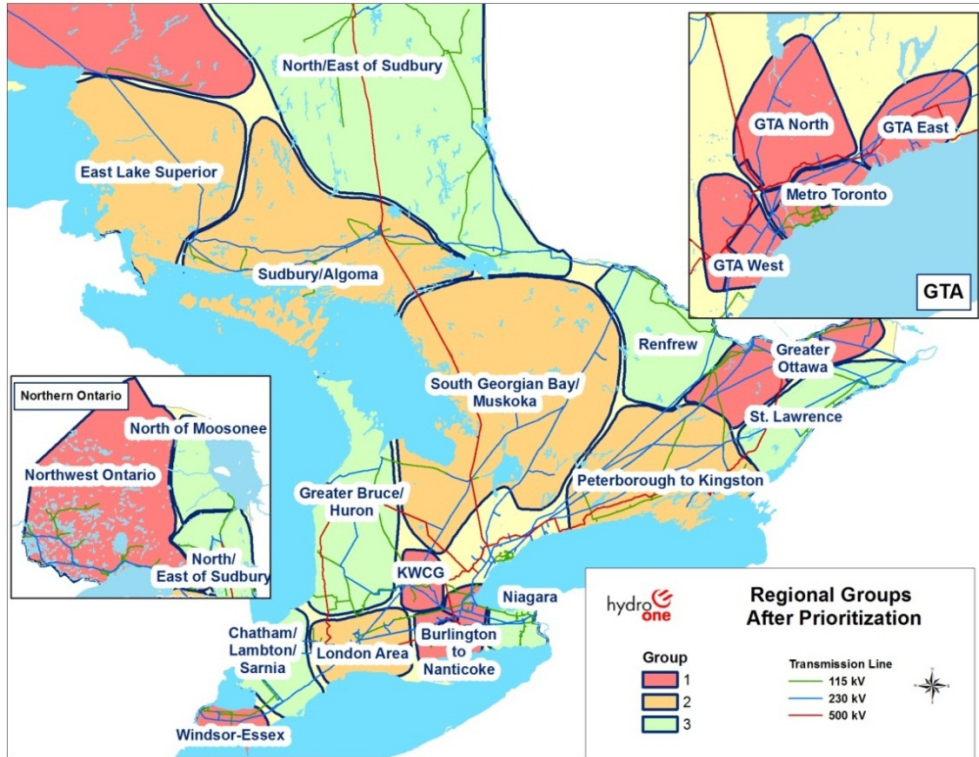 North/East of Sudbury
East Lake Superior
Sudbury/Algoma
GTA North
GTA East
Metro Toronto
GTA West
GTA
Renfrew
Greater
Ottawa
South Georgian Bay/
Muskoka
St. Lawrence
Northern Ontario
North of Moosonee
Northwest Ontario
North/
East of Sudbury
Peterborough to Kingston
Greater Bruce/
Huron
KWCG
Niagara
Chatham/
Lambton/
Sarnia
London Area
Burlington
to
Nanticoke
Windsor-Essex
hydro
one
Regional Groups
After Prioritization
Group
1
2
3
Transmission Line
115 kV
230 kV
500 kV